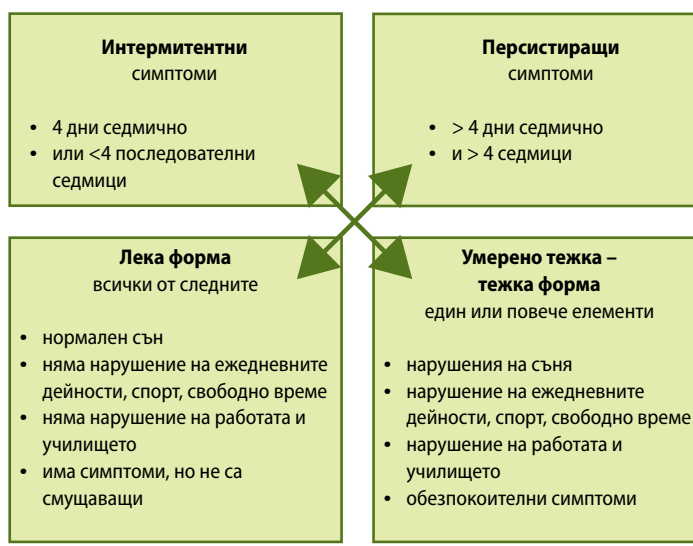 Интермитентни
симптоми
• 4 дни седмично
• или <4 последователни
седмици
Персистиращи
симптоми
• > 4 дни седмично
• и > 4 седмици
Лека форма
всички от следните
• нормален сън
• няма нарушение на ежедневните
дейности, спорт, свободно време
• няма нарушение на работата и
училището
• има симптоми, но не са
смущаващи
Умерено тежка –
тежка форма
един или повече елементи
• нарушения на съня
• нарушение на ежедневните
дейности, спорт, свободно време
• нарушение на работата и
училището
• обезпокоителни симптоми